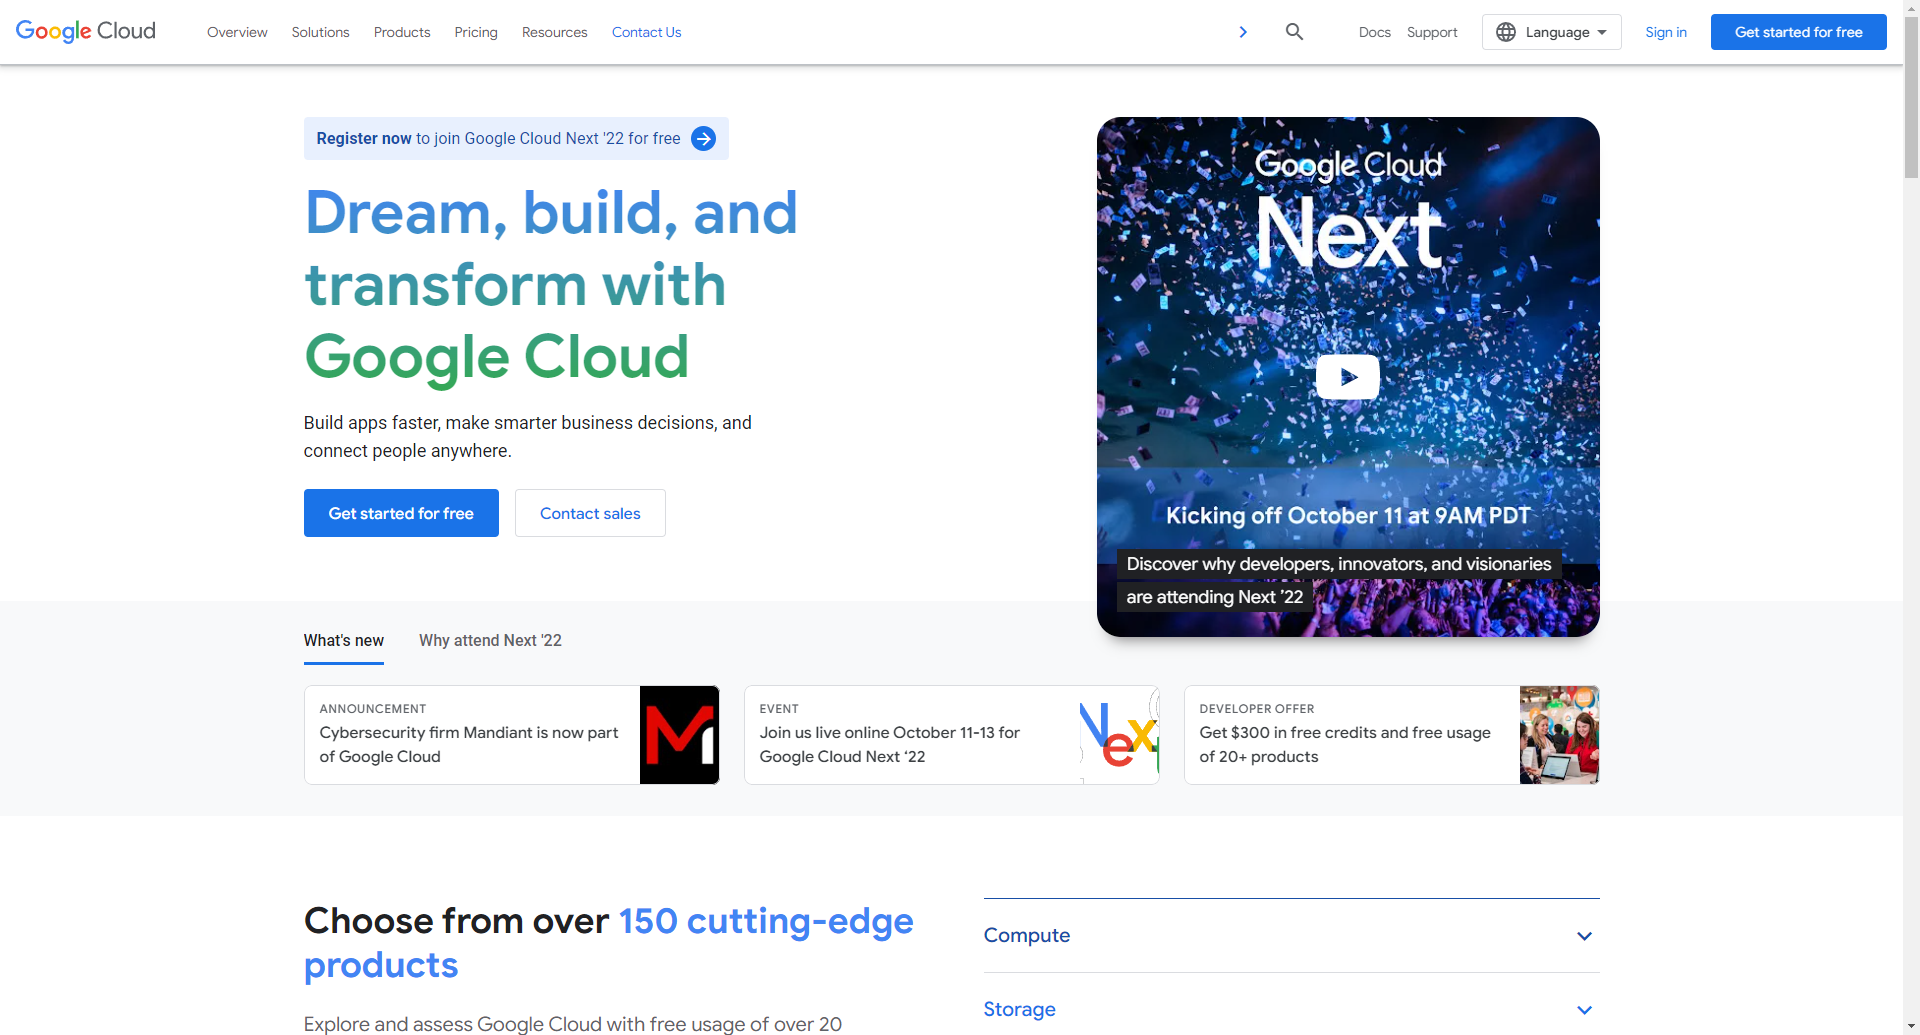 Google Cloud
Overview
Solutions
Products
Pricing
Resources
Contact Us
Docs
Support
Language
Sign in
Get started for free
Register now to join Google Cloud Next '22 for free
Dream, build, and
transform with
Google Cloud
Build apps faster, make smarter business decisions, and
connect people anywhere.
Get started for free
Contact sales
Google Cloud
Next
Kicking off October 11 at 9AM PDT
Discover why developers, innovators, and visionaries
are attending Next ’22
What's new
Why attend Next '22
ANNOUNCEMENT
Cybersecurity firm Mandiant is now part
of Google Cloud
EVENT
Join us live online October 11-13 for
Google Cloud Next ‘22
Next
DEVELOPER OFFER
Get $300 in free credits and free usage
of 20+ products
Choose from over 150 cutting-edge
products
Explore and assess Google Cloud with free usage of over 20
Compute
Storage